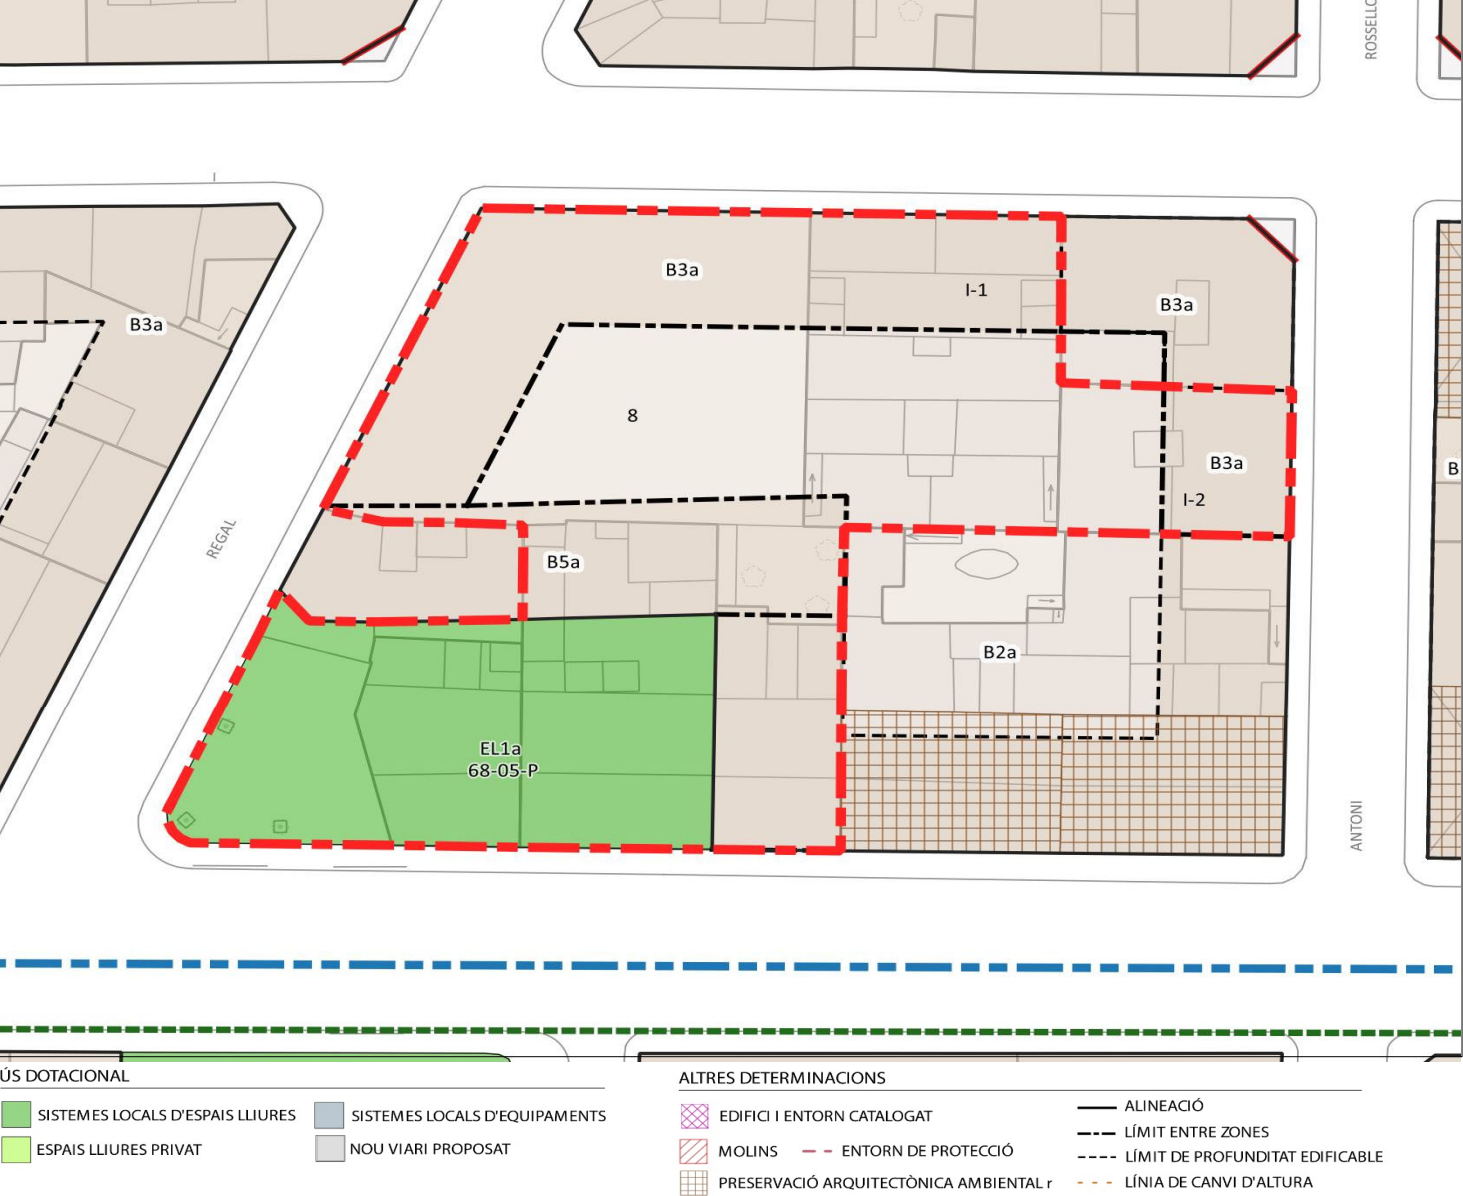 ROSSELLO
B3a
B3a
I-1
B3a
B3a
8
B3a
I-2
B
REGAL
B5a
B2a
EL1a
68-05-P
ANTONI
ÚS DOTACIONAL
SISTEMES LOCALS D'ESPAIS LLIURES
SISTEMES LOCALS D'EQUIPAMENTS
ESPAIS LLIURES PRIVAT
NOU VIARI PROPOSAT
ALTRES DETERMINACIONS
EDIFICI I ENTORN CATALOGAT
MOLINS
ENTORN DE PROTECCIÓ
PRESERVACIÓ ARQUITECTÒNICA AMBIENTAL r
ALINEACIÓ
LÍMIT ENTRE ZONES
LÍMIT DE PROFUNDITAT EDIFICABLE
LÍNIA DE CANVI D'ALTURA